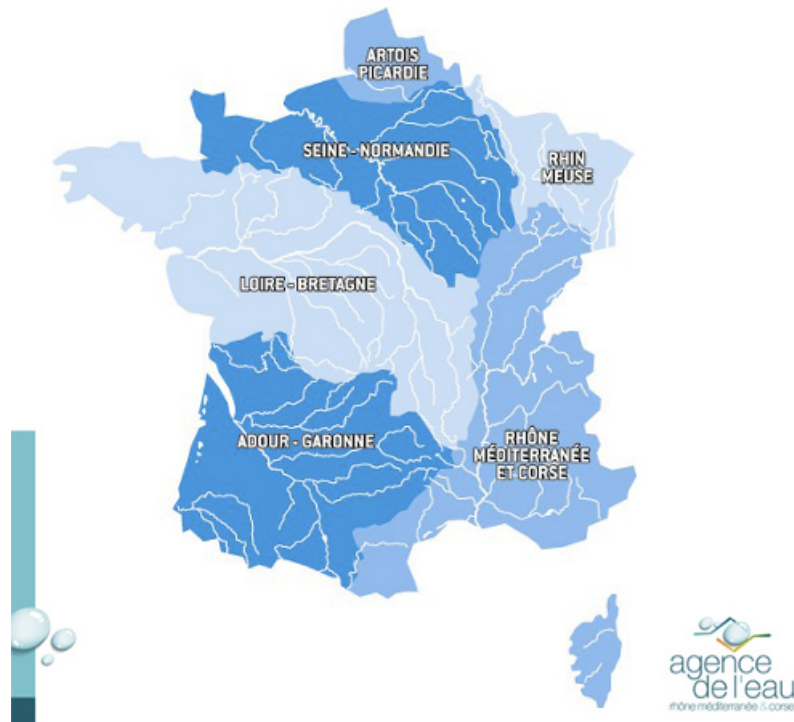 ARTOIS
PICARDIE
SEINE - NORMANDIE
RHIN
MEUSE
LOIRE - BRETAGNE
ADOUR - GARONNE
RHÔNE
MÉDITERRANÉE
ET CORSE
agence
de l'eau
rhône méditerranée & corse